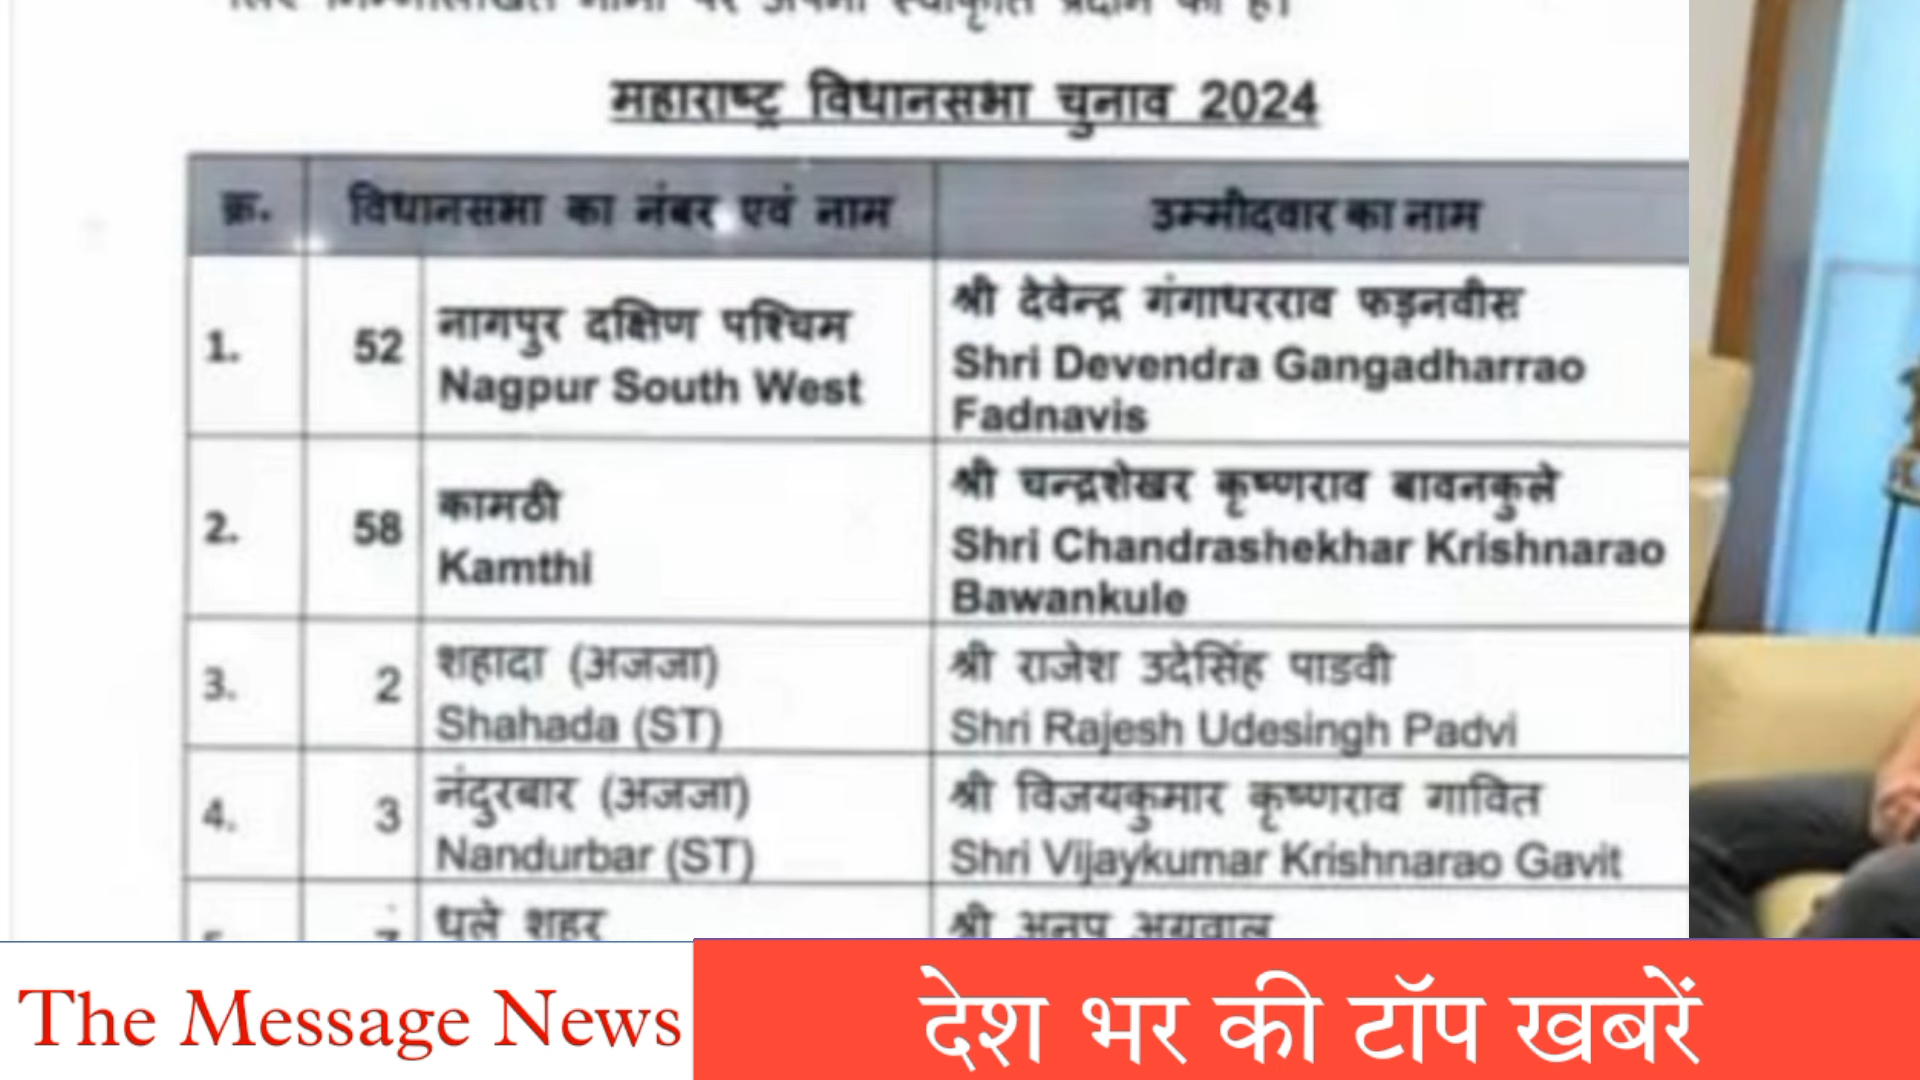 महाराष्ट्र विधानसभा चुनाव 2024
क्र. विधानसभा का नंबर एवं नाम उम्मीदवार का नाम
1. 52 नागपुर दक्षिण पश्चिम श्री देवेन्द्र गंगाधरराव फड़नवीस
Nagpur South West Shri Devendra Gangadharrao
Fadnavis
2. 58 कामठी श्री चन्द्रशेखर कृष्णराव बावनकुले
Kamthi Shri Chandrashekhar Krishnarao
Bawankule
3. 2 शहादा (अजजा) श्री राजेश उदेसिंह पाडवी
Shahada (ST) Shri Rajesh Udesingh Padvi
4. 3 नंदुरबार (अजजा) श्री विजयकुमार कृष्णराव गावित
Nandurbar (ST) Shri Vijaykumar Krishnarao Gavit
शहर श्री
The Message News देश भर की टॉप खबरें